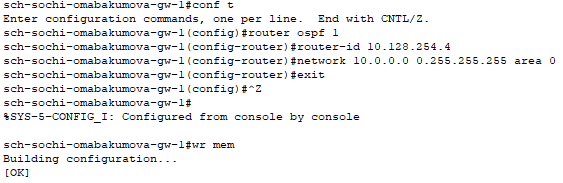 sch-sochi-omabakumova-gw-1#conf t
Enter configuration commands, one per line.  End with CNTL/Z.
sch-sochi-omabakumova-gw-1(config)#router ospf 1
sch-sochi-omabakumova-gw-1(config-router)#router-id 10.128.254.4
sch-sochi-omabakumova-gw-1(config-router)#network 10.0.0.0 0.255.255.255 area 0
sch-sochi-omabakumova-gw-1(config-router)#exit
sch-sochi-omabakumova-gw-1(config)#^Z
sch-sochi-omabakumova-gw-1#
%SYS-5-CONFIG_I: Configured from console by console
sch-sochi-omabakumova-gw-1#wr mem
Building configuration...
[OK]